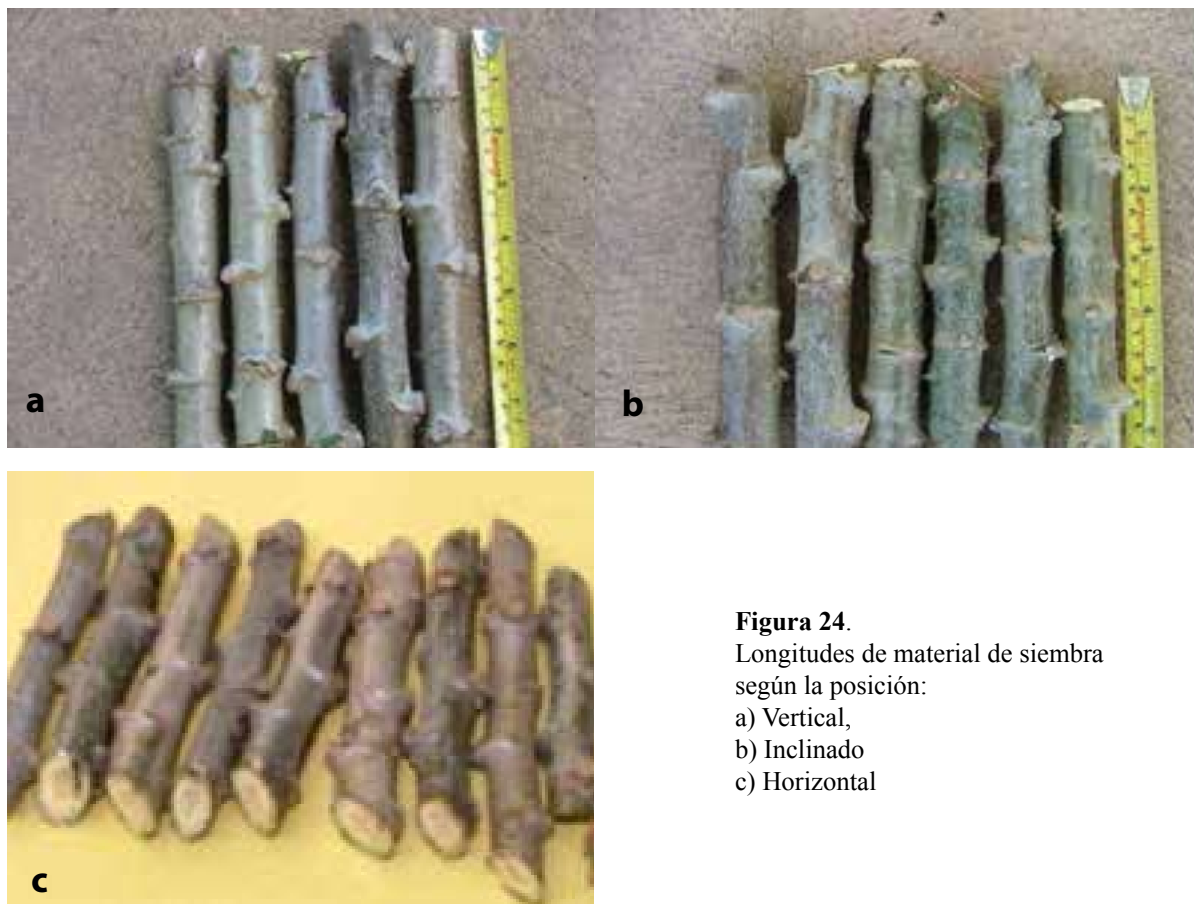 a
b
c
Figura 24.
Longitudes de material de siembra
según la posición:
a) Vertical,
b) Inclinado
c) Horizontal